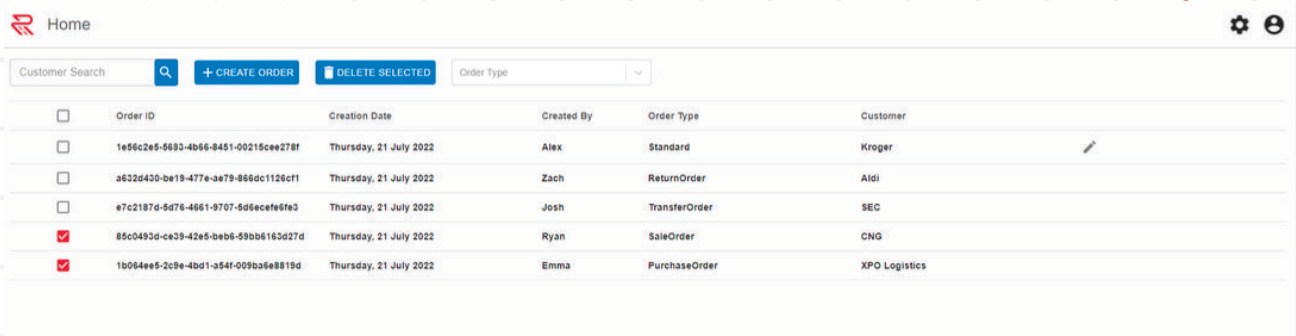 Home
Customer Search + CREATE ORDER DELETE SELECTED Order Type
Order ID Creation Date Created By Order Type Customer
1e56c2e5-5683-4b66-8451-00215cee278f Thursday, 21 July 2022 Alex Standard Kroger
a632d430-be19-477e-ae79-866dc1126cf1 Thursday, 21 July 2022 Zach ReturnOrder Aldi
e7c2187d-5d76-4661-9707-5d6ecefe6fe3 Thursday, 21 July 2022 Josh TransferOrder SEC
85c0493d-ce39-42e5-beb6-59bb6163d27d Thursday, 21 July 2022 Ryan SaleOrder CNG
1b064ee5-2c9e-4bd1-a54f-009ba6e8819d Thursday, 21 July 2022 Emma PurchaseOrder XPO Logistics